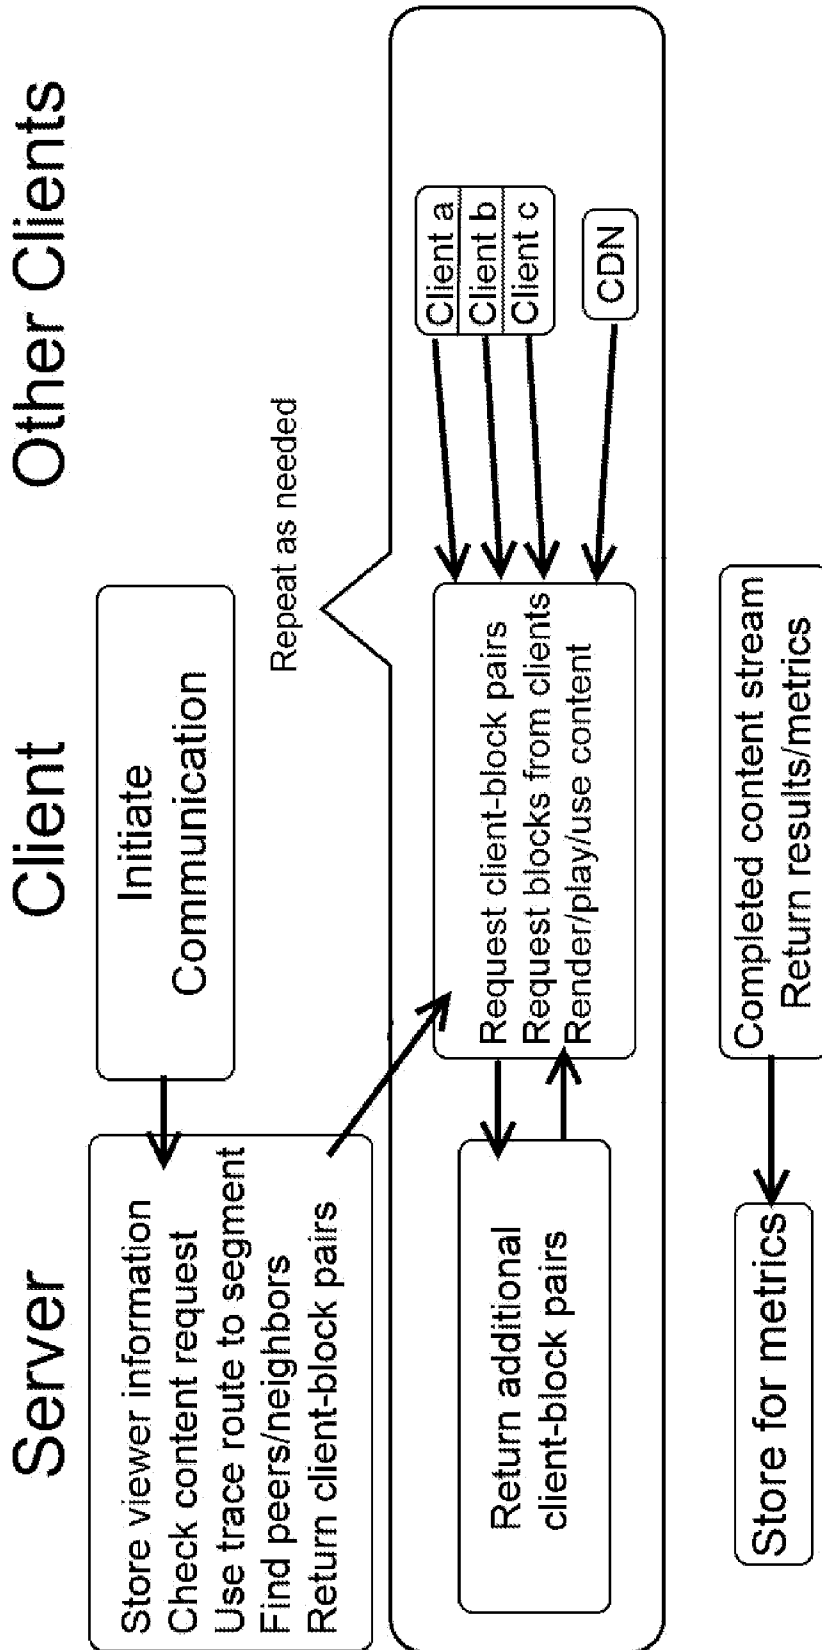 Server
Client
Other Clients
Store viewer information
Check content request
Use trace route to segment
Find peers/neighbors
Return client-block pairs
Initiate
Communication
Repeat as needed
Return additional
client-block pairs
Request client-block pairs
Request blocks from clients
Render/play/use content
Client a
Client b
Client c
CDN
Store for metrics
Completed content stream
Return results/metrics